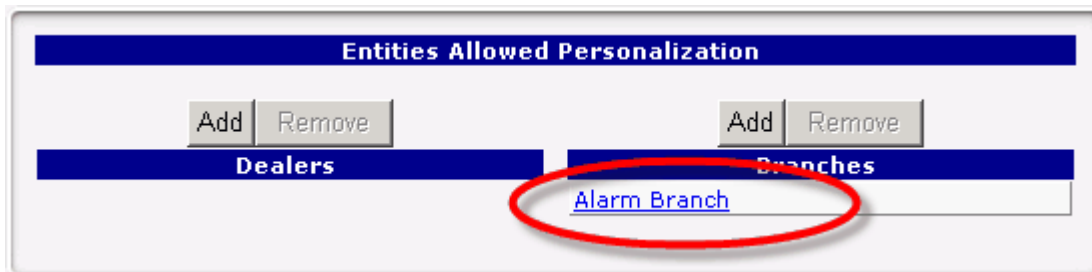 Entities Allowed Personalization
Add Remove Add Remove
Dealers Branches
Alarm Branch